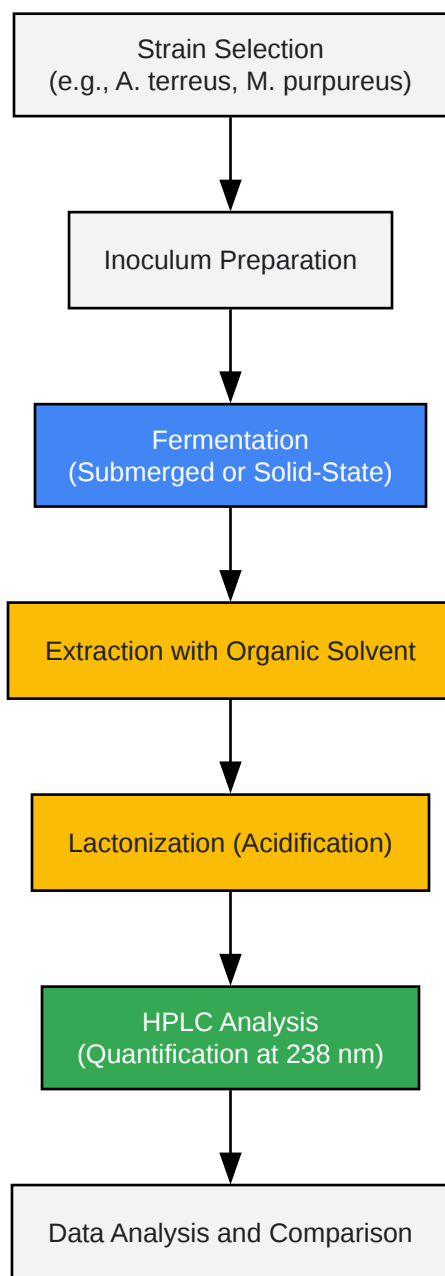 Strain Selection
(e.g., A. terreus, M. purpureus)
Inoculum Preparation
Fermentation
(Submerged or Solid-State)
Extraction with Organic Solvent
Lactonization (Acidification)
HPLC Analysis
(Quantification at 238 nm)
Data Analysis and Comparison